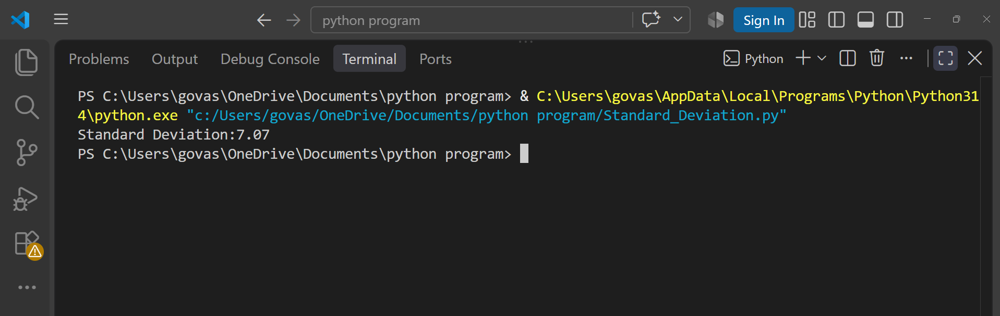 python program
Sign In
Problems Output Debug Console Terminal Ports
Python
PS C:\Users\govas\OneDrive\Documents\python program> & C:\Users\govas\AppData\Local\Programs\Python\Python31
4\python.exe "c:/Users/govas/OneDrive/Documents/python program/Standard_Deviation.py"
Standard Deviation:7.07
PS C:\Users\govas\OneDrive\Documents\python program>